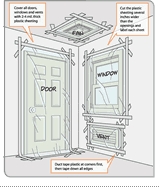 Cover all doors,
windows and vents
with 2-4 mil. thick
plastic sheeting
Cut the plastic
sheeting several
inches wider
than the
openings and
label each sheet
FAN
DOOR
WINDOW
VENT
Duct tape plastic at corners first,
then tape down all edges